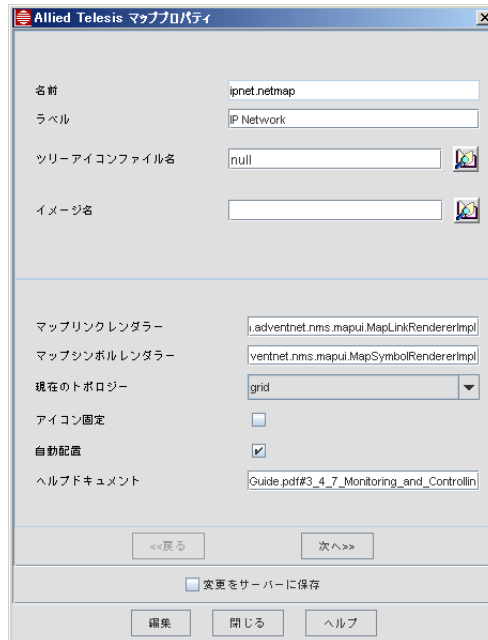 Allied Telesis マッププロパティ
名前 ipnet.netmap
ラベル IP Network
ツリーアイコンファイル名 null
イメージ名
マップリンクレンダラー ı.adventnet.nms.mapui.MapLinkRendererImpl
マップシンボルレンダラー ventnet.nms.mapui.MapSymbolRendererImpl
現在のトポロジー grid
アイコン固定
自動配置
ヘルプドキュメント Guide.pdf#3_4_7_Monitoring_and_Controllin
<<戻る 次へ>>
変更をサーバーに保存
編集 閉じる ヘルプ